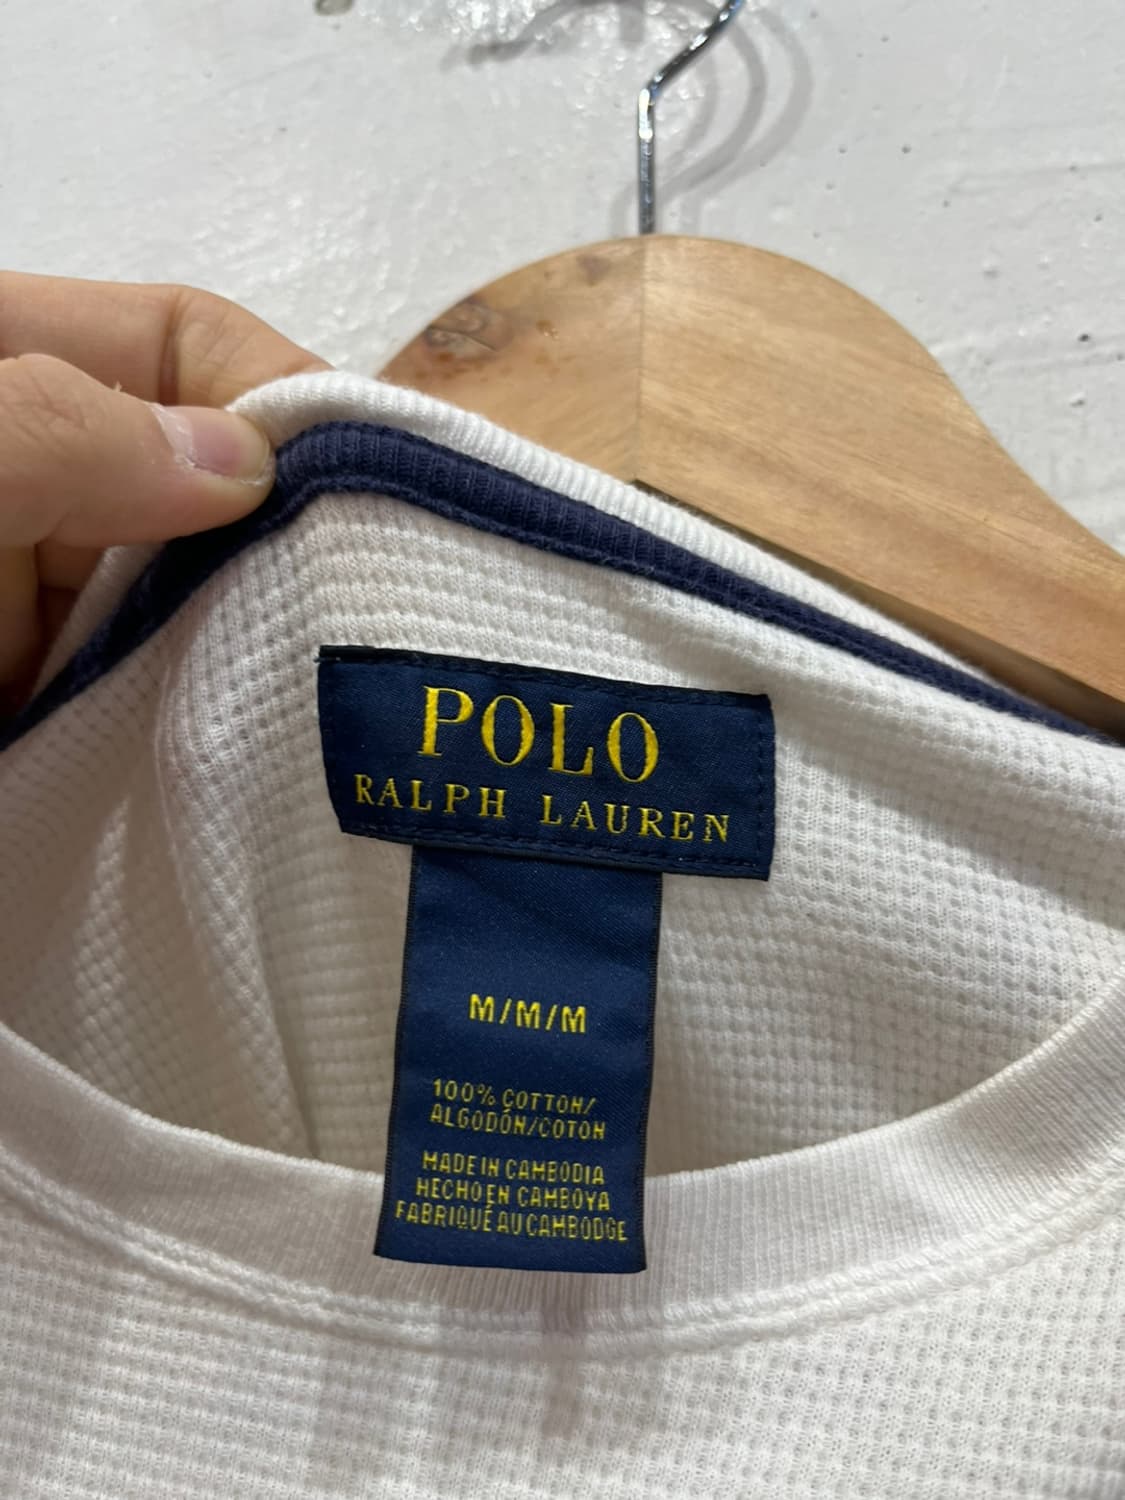 POLO
RALPH LAUREN
M/M/M
100% COTTON/
ALGODÓN/COTON
MADE IN CAMBODIA
HECHO EN CAMBOYA
FABRIQUÉ AU CAMBODGE